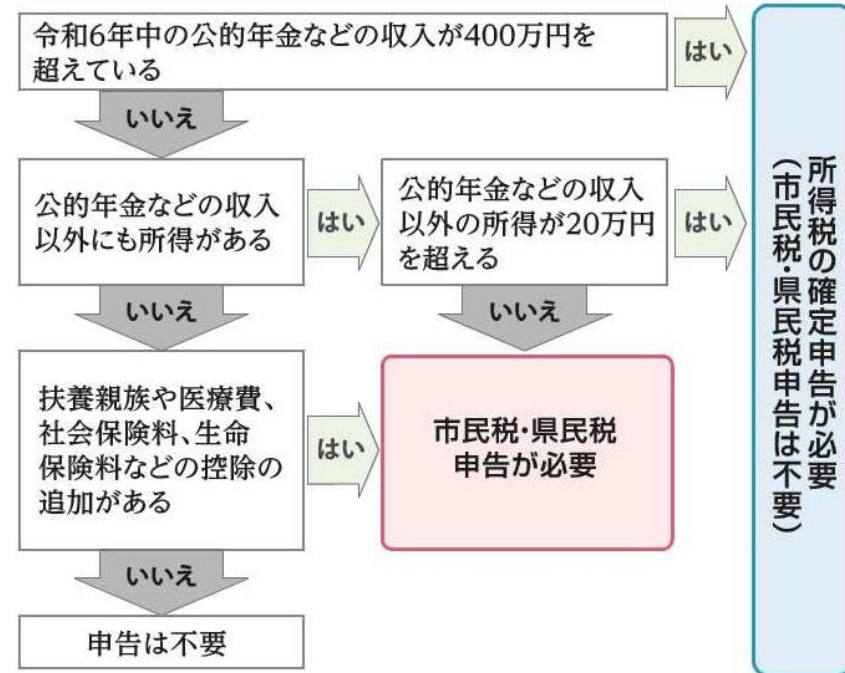 令和6年中の公的年金などの収入が400万円を
超えている
はい
いいえ
公的年金などの収入
以外にも所得がある
はい
公的年金などの収入
以外の所得が20万円
を超える
はい
いいえ
いいえ
扶養親族や医療費、
社会保険料、生命
保険料などの控除の
追加がある
はい
市民税・県民税
申告が必要
いいえ
申告は不要
所得税の確定申告が必要
（市民税・県民税申告は不要）